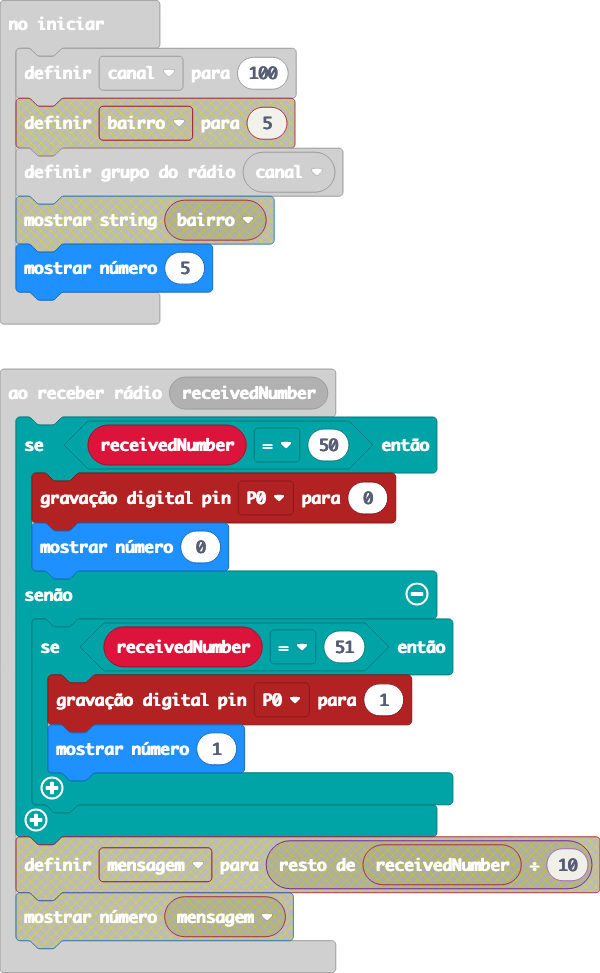 no iniciar
definir canal para 100
definir bairro para 5
definir grupo do rádio canal
mostrar string bairro
mostrar número 5
ao receber rádio receivedNumber
se receivedNumber = 50 então
gravação digital pin P0 para 0
mostrar número 0
senão
se receivedNumber = 51 então
gravação digital pin P0 para 1
mostrar número 1
definir mensagem para resto de receivedNumber ÷ 10
mostrar número mensagem